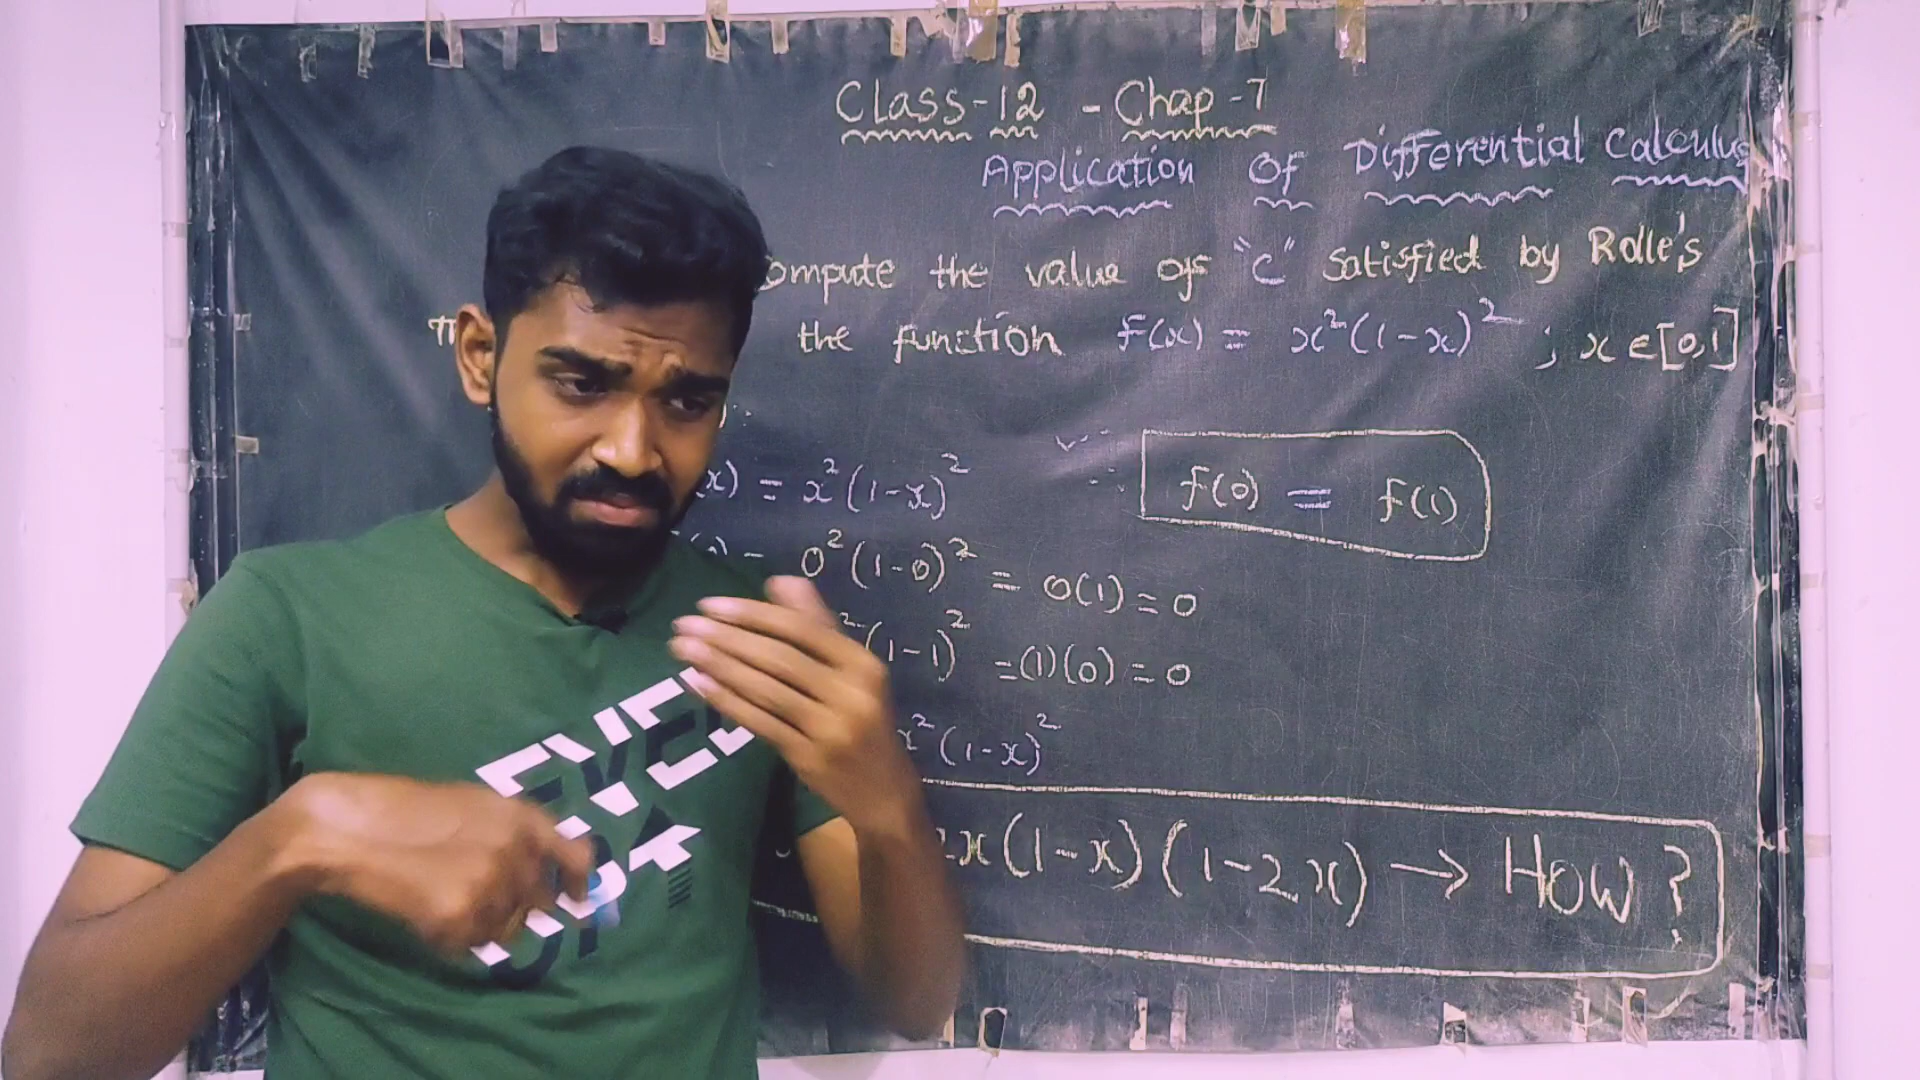 Class-12 - Chap-7
Application Of Differential Calculus
ompute the value of "C" Satisfied by Rolle's
the function f(x) = x²(1-x)² ; x ∈ [0,1]
x) = x²(1-x)²
f(0) = f(1)
0²(1-0)² = 0(1) = 0
(1-1)² = (1)(0) = 0
x²(1-x)²
2x(1-x)(1-2x) → How?